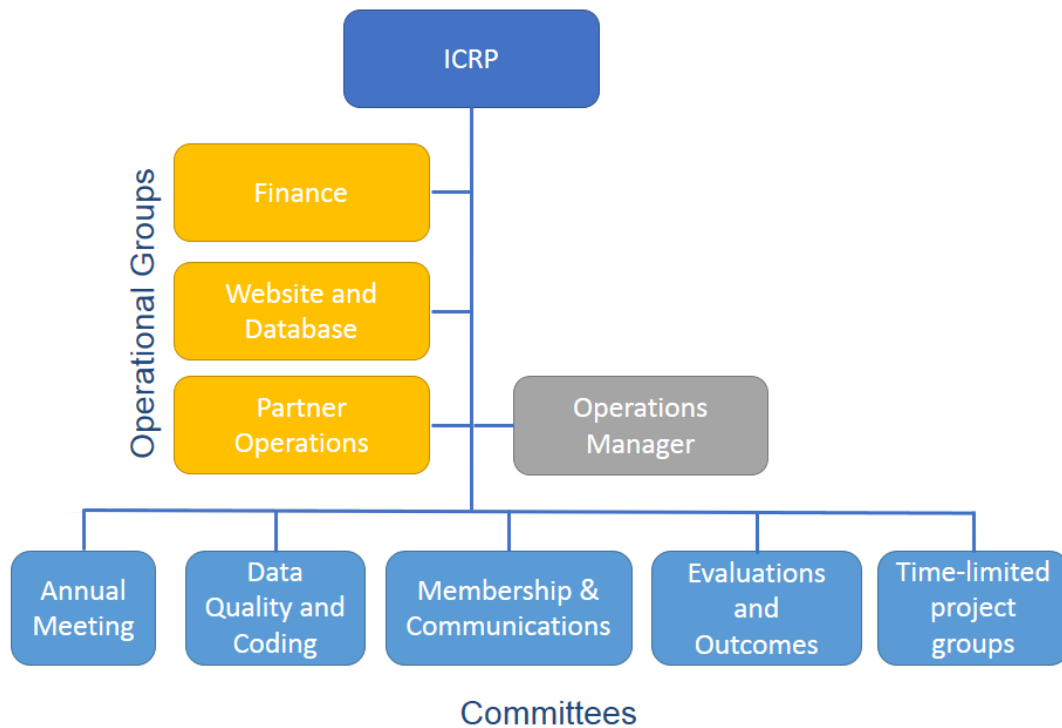 ICRP
Operational Groups
Finance
Website and
Database
Partner
Operations
Operations
Manager
Annual
Meeting
Data
Quality and
Coding
Membership &
Communications
Evaluations
and
Outcomes
Time-limited
project
groups
Committees